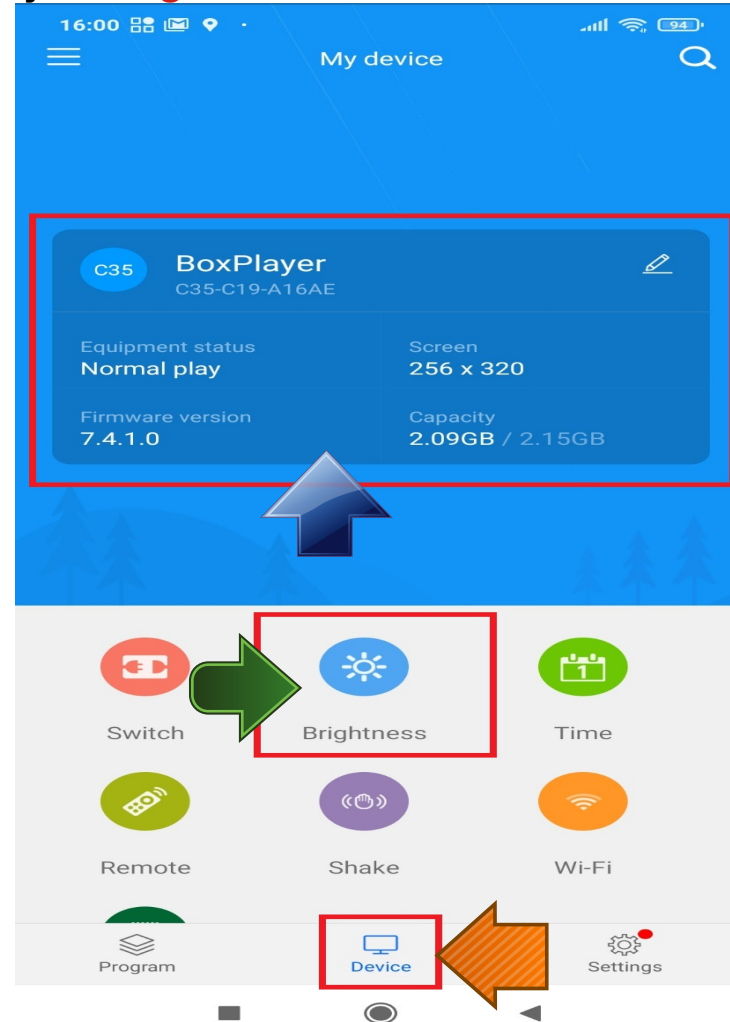 16:00 94
My device
C35 BoxPlayer
C35-C19-A16AE
Equipment status Screen
Normal play 256 x 320
Firmware version Capacity
7.4.1.0 2.09GB / 2.15GB
1
Switch Brightness Time
Remote Shake Wi-Fi
Program Device Settings